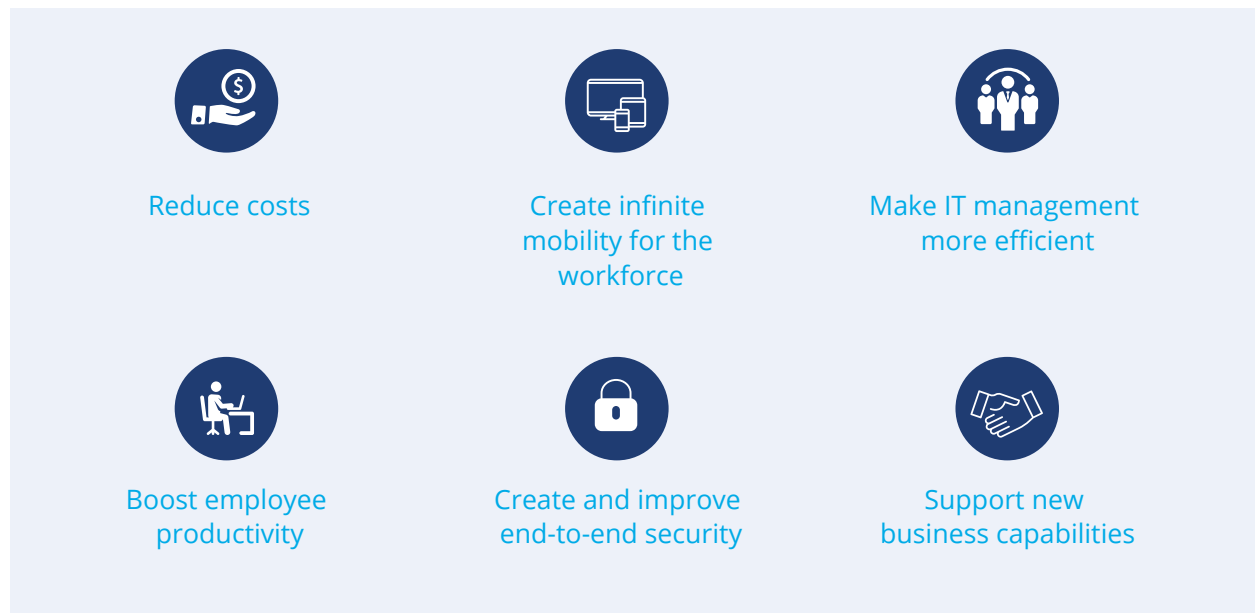 $
Reduce costs
Create infinite
mobility for the
workforce
Make IT management
more efficient
Boost employee
productivity
Create and improve
end-to-end security
Support new
business capabilities